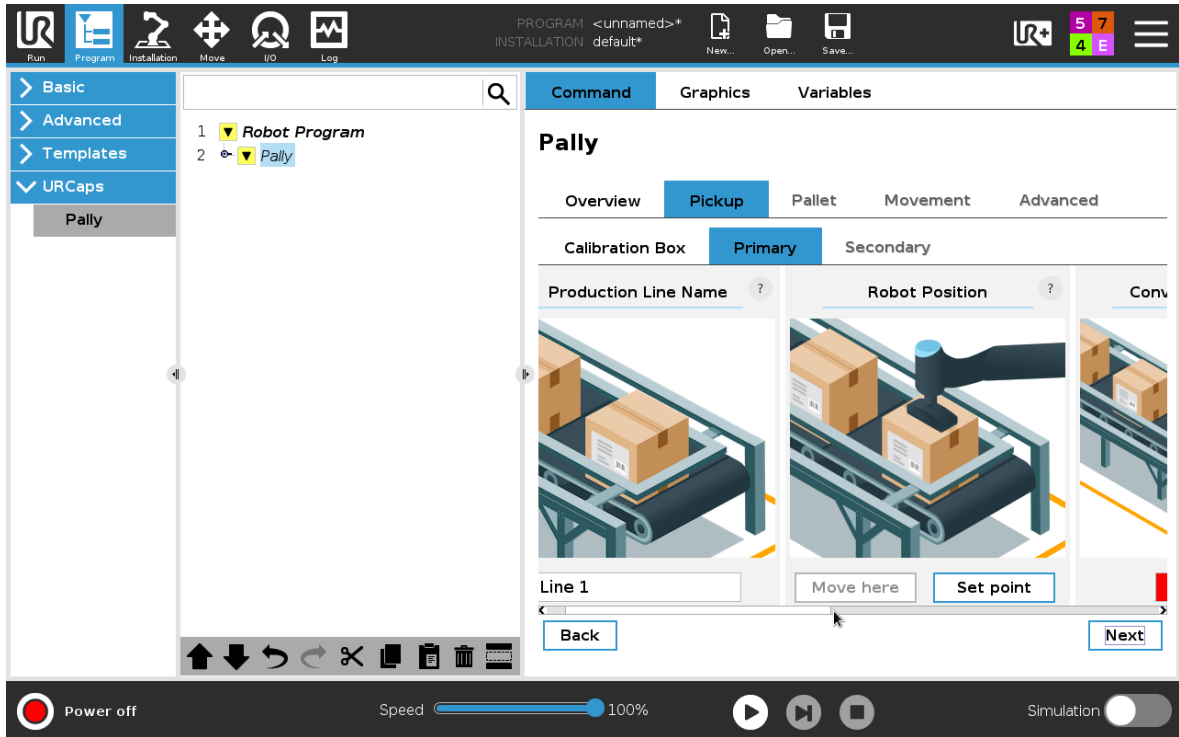 PROGRAM <unnamed>*
INSTALLATION default*
New...
Open...
Save...
UR+
5 7
4 E
UR
Run
Program
Installation
Move
I/O
Log
Basic
Advanced
Templates
URCaps
Pally
1 Robot Program
2 Pally
Command Graphics Variables
Pally
Overview Pickup Pallet Movement Advanced
Calibration Box Primary Secondary
Production Line Name ? Robot Position ? Conv
Line 1 Move here Set point
Back Next
Power off
Speed 100%
Simulation